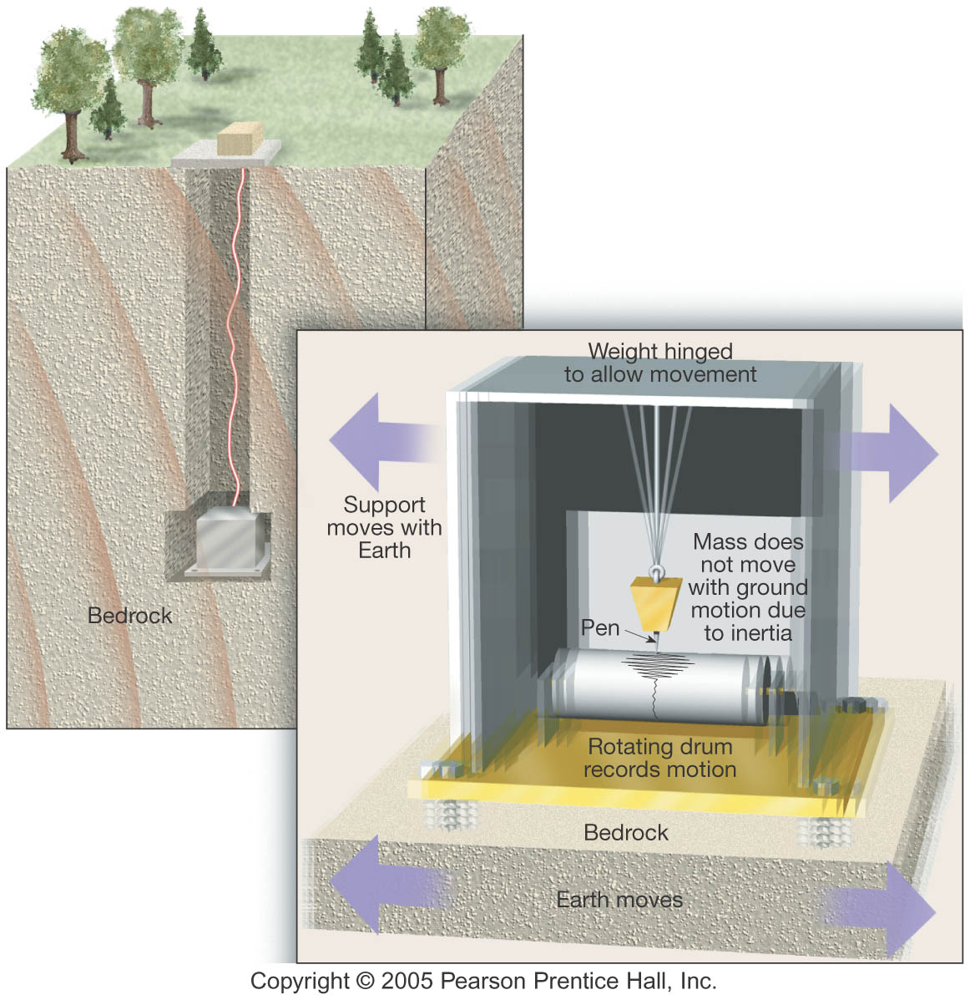 Weight hinged
to allow movement
Support
moves with
Earth
Mass does
not move
with ground
motion due
to inertia
Pen
Bedrock
Rotating drum
records motion
Bedrock
Earth moves
Copyright © 2005 Pearson Prentice Hall, Inc.